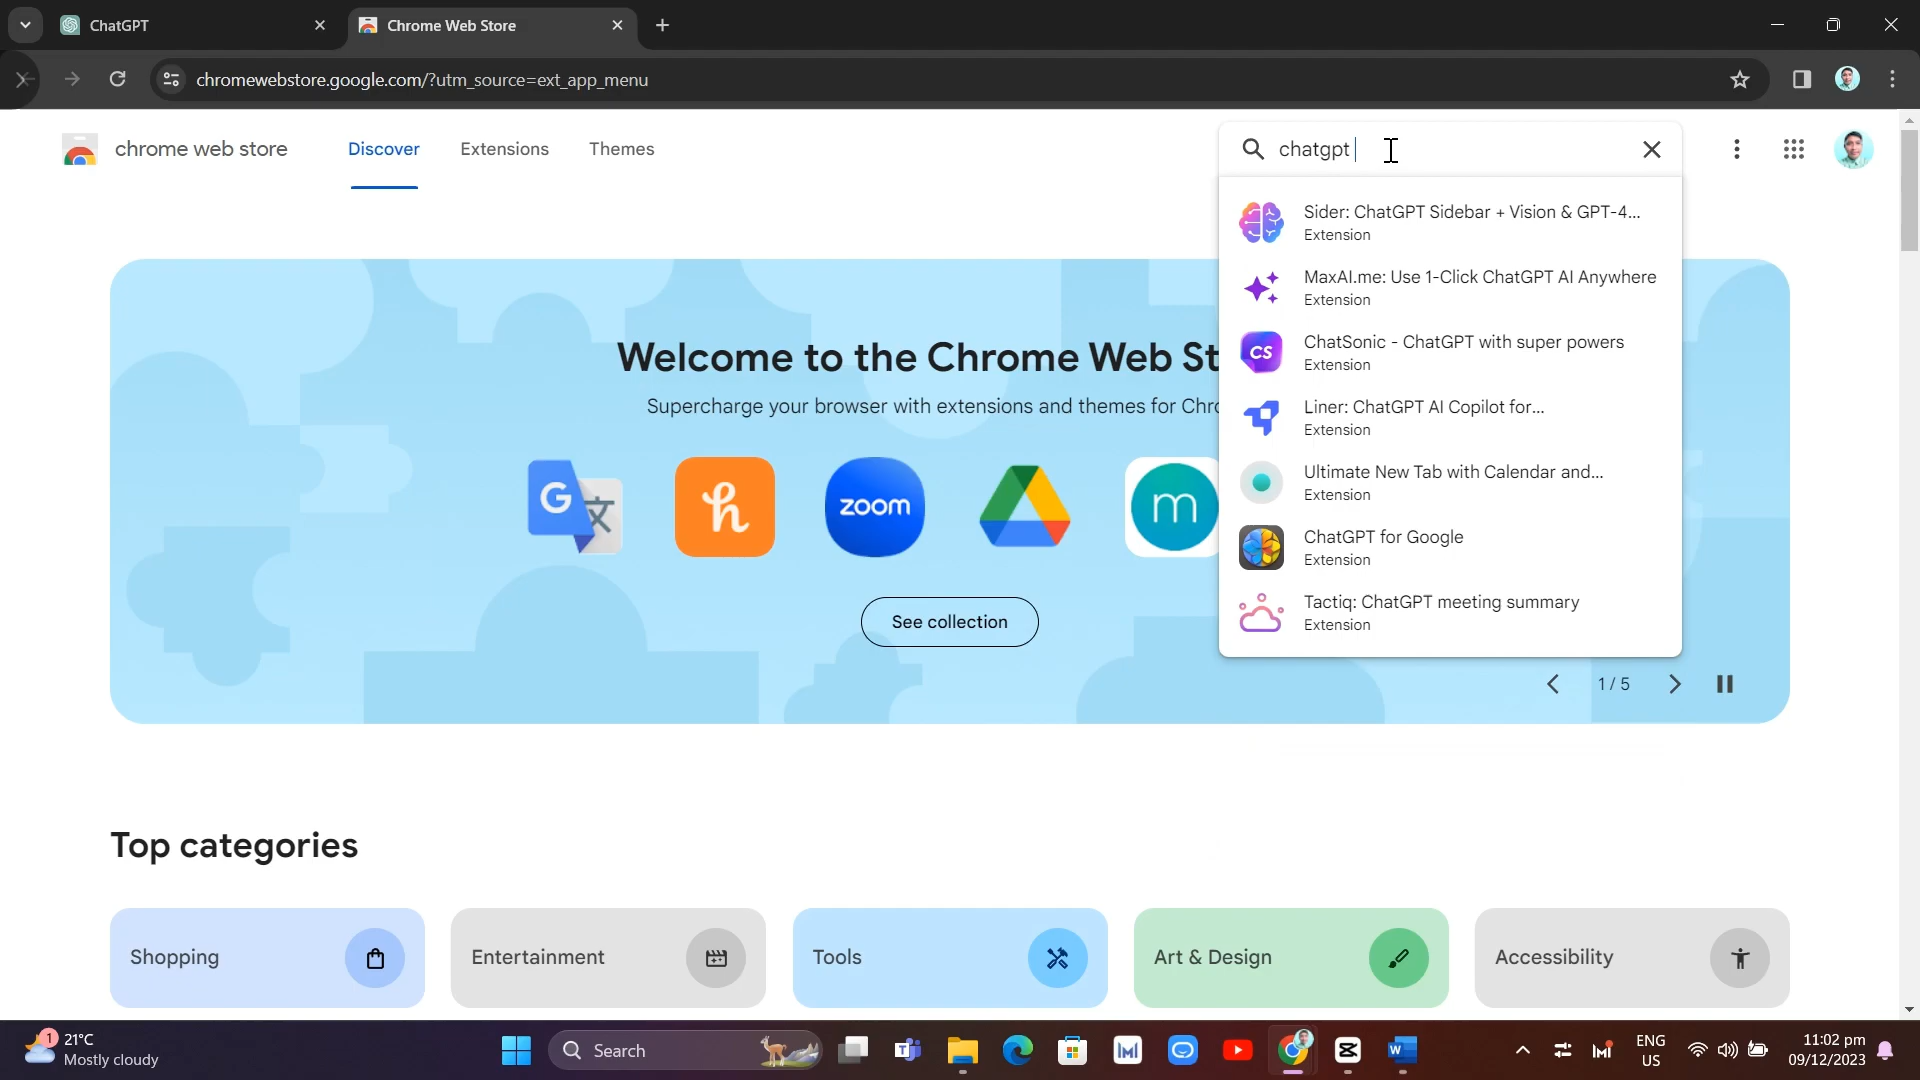 ChatGPT
Chrome Web Store
chromewebstore.google.com/?utm_source=ext_app_menu
chrome web store
Discover
Extensions
Themes
chatgpt
Sider: ChatGPT Sidebar + Vision & GPT-4...
Extension
MaxAI.me: Use 1-Click ChatGPT AI Anywhere
Extension
CS
ChatSonic - ChatGPT with super powers
Extension
Liner: ChatGPT AI Copilot for...
Extension
Ultimate New Tab with Calendar and...
Extension
ChatGPT for Google
Extension
Tactiq: ChatGPT meeting summary
Extension
Welcome to the Chrome Web St
Supercharge your browser with extensions and themes for Chr
G
h
zoom
m
See collection
1 / 5
Top categories
Shopping
Entertainment
Tools
Art & Design
Accessibility
1
21°C
Mostly cloudy
Search
ENG
US
11:02 pm
09/12/2023